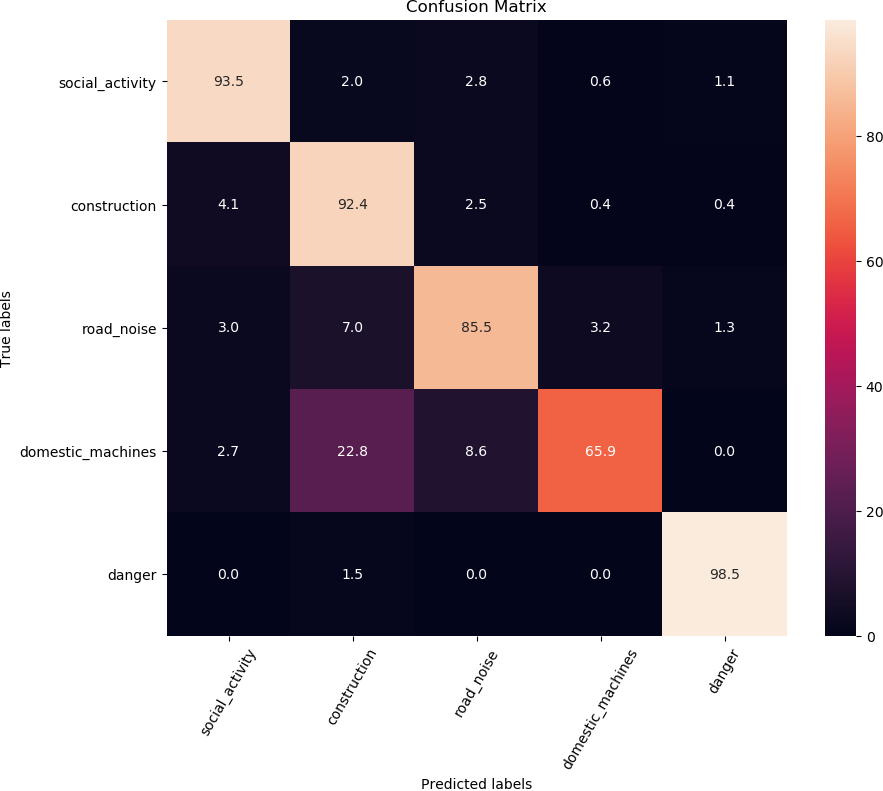 Confusion Matrix
social_activity 93.5 2.0 2.8 0.6 1.1
construction 4.1 92.4 2.5 0.4 0.4
road_noise 3.0 7.0 85.5 3.2 1.3
domestic_machines 2.7 22.8 8.6 65.9 0.0
danger 0.0 1.5 0.0 0.0 98.5
True labels
social_activity construction road_noise domestic_machines danger
Predicted labels
80
60
40
20
0